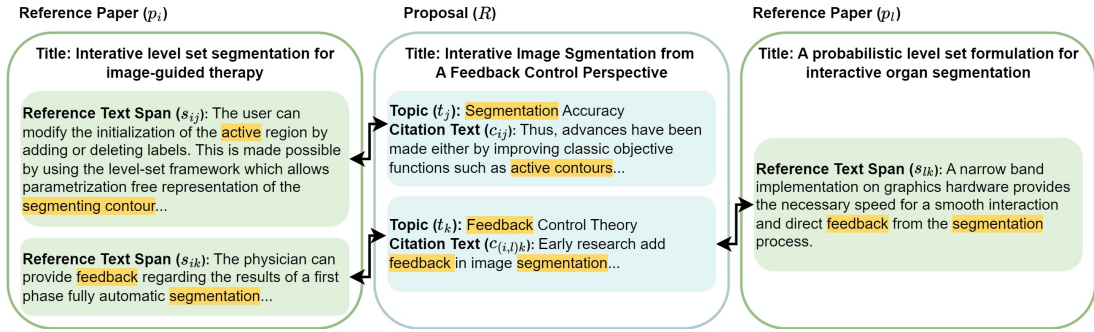 Reference Paper (pi)
Title: Interative level set segmentation for
image-guided therapy
Reference Text Span (sij): The user can
modify the initialization of the active region by
adding or deleting labels. This is made possible
by using the level-set framework which allows
parametrization free representation of the
segmenting contour...
Reference Text Span (sik): The physician can
provide feedback regarding the results of a first
phase fully automatic segmentation...
Proposal (R)
Title: Interative Image Sgmentation from
A Feedback Control Perspective
Topic (tj): Segmentation Accuracy
Citation Text (cij): Thus, advances have been
made either by improving classic objective
functions such as active contours...
Topic (tk): Feedback Control Theory
Citation Text (c(i,l)k): Early research add
feedback in image segmentation...
Reference Paper (pl)
Title: A probabilistic level set formulation for
interactive organ segmentation
Reference Text Span (slk): A narrow band
implementation on graphics hardware provides
the necessary speed for a smooth interaction
and direct feedback from the segmentation
process.